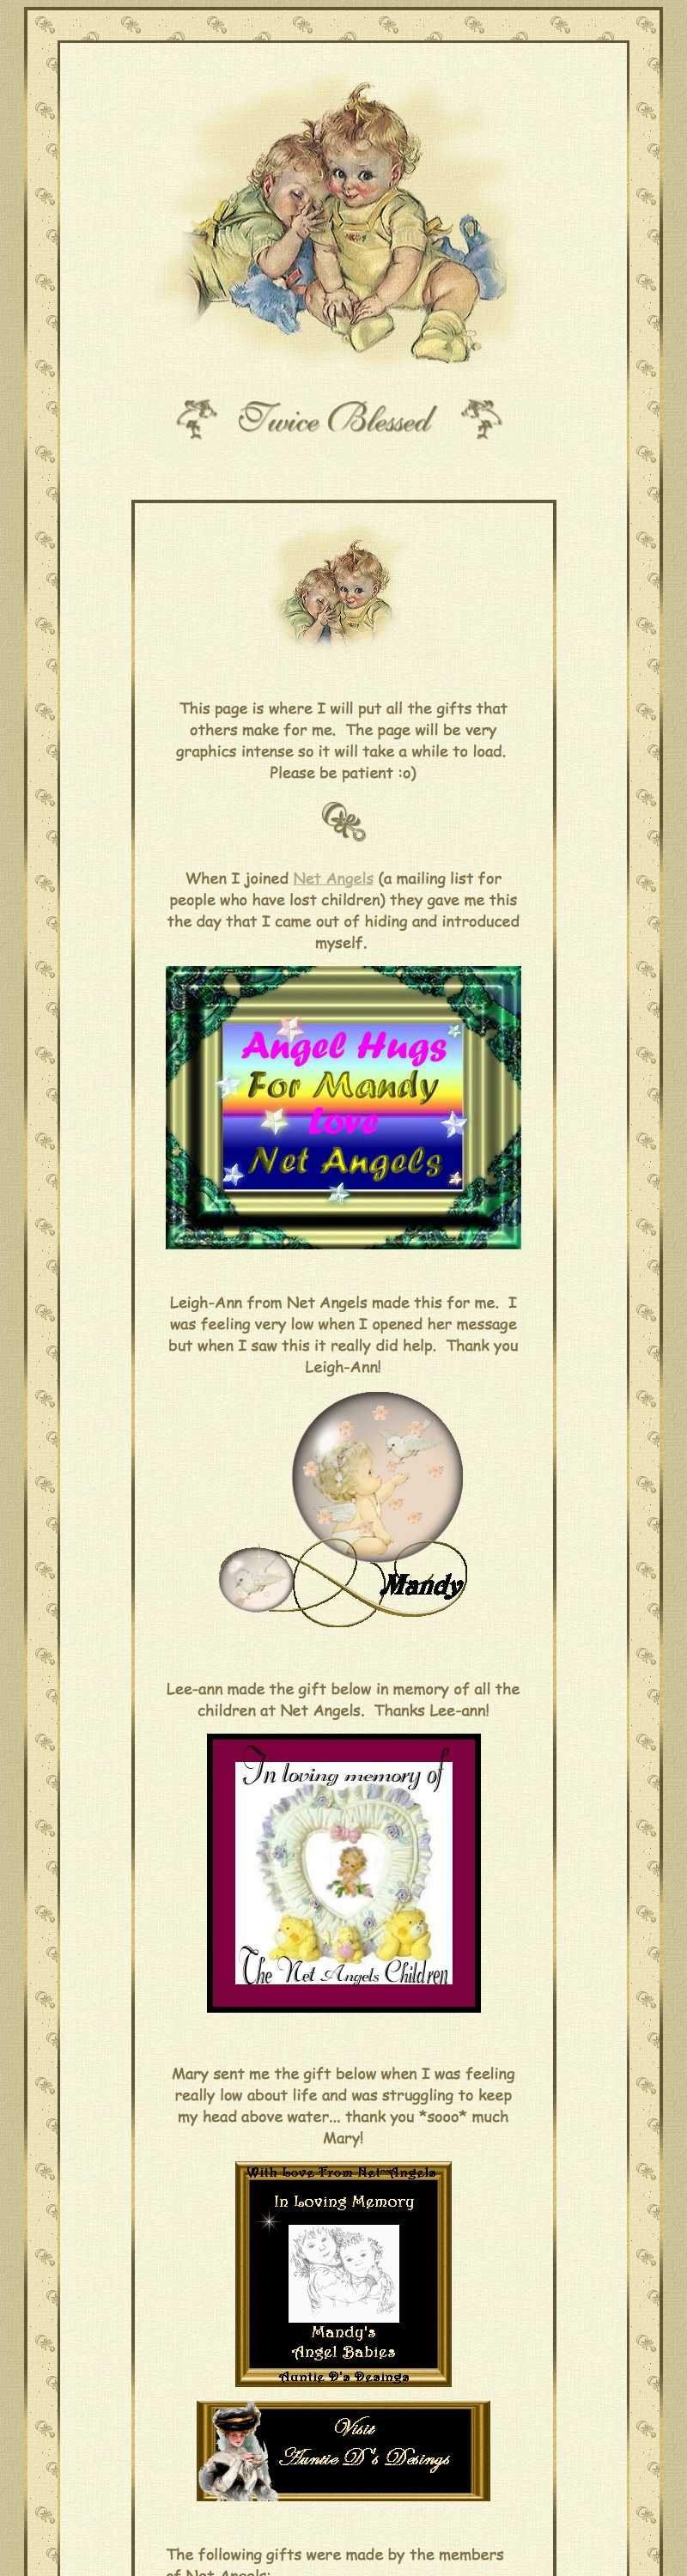 Twice Blessed
This page is where I will put all the gifts that
others make for me. The page will be very
graphics intense so it will take a while to load.
Please be patient :o)
When I joined Net Angels (a mailing list for
people who have lost children) they gave me this
the day that I came out of hiding and introduced
myself.
Angel Hugs
For Mandy
Love
Net Angels
Leigh-Ann from Net Angels made this for me. I
was feeling very low when I opened her message
but when I saw this it really did help. Thank you
Leigh-Ann!
Mandy
Lee-ann made the gift below in memory of all the
children at Net Angels. Thanks Lee-ann!
In loving memory of
The Net Angels Children
Mary sent me the gift below when I was feeling
really low about life and was struggling to keep
my head above water... thank you *sooo* much
Mary!
With Love From Net~Angels
In Loving Memory
Mandy's
Angel Babies
Auntie D's Desings
Visit
Auntie D's Desings
The following gifts were made by the members
of Net Angels: